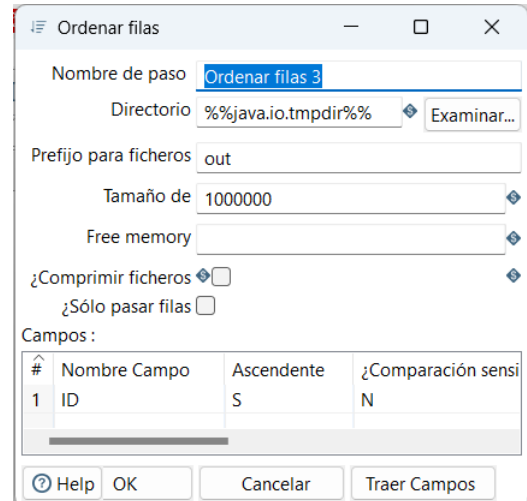 Ordenar filas
Nombre de paso Ordenar filas 3
Directorio %%java.io.tmpdir%% Examinar...
Prefijo para ficheros out
Tamaño de 1000000
Free memory
¿Comprimir ficheros
¿Sólo pasar filas
Campos :
# Nombre Campo Ascendente ¿Comparación sensi
1 ID S N
Help OK Cancelar Traer Campos